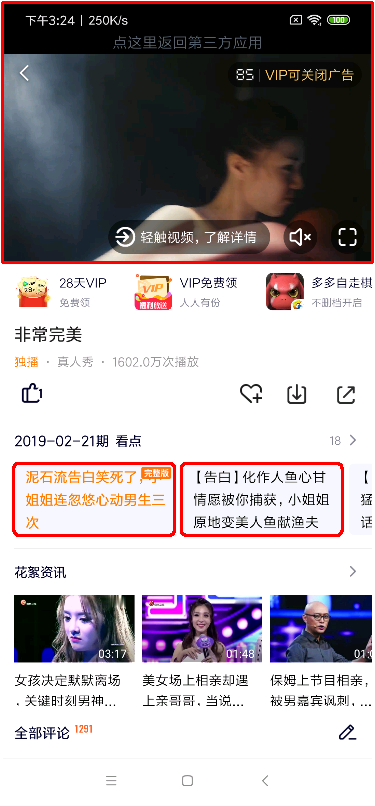 下午3:24 | 250K/s
100
点这里返回第三方应用
85 | VIP可关闭广告
轻触视频，了解详情
28天VIP
免费领
VIP
VIP免费领
人人有份
多多自走棋
不删档开启
非常完美
独播 · 真人秀 · 1602.0万次播放
1
2019-02-21期 看点
18
泥石流告白笑死了，小
完整版
姐姐连忽悠心动男生三
次
【告白】化作人鱼心甘
情愿被你捕获，小姐姐
原地变美人鱼献渔夫
猛
话
花絮资讯
03:17
01:48
女孩决定默默离场
，关键时刻男神...
美女场上相亲却遇
上亲哥哥，当说...
保姆上节目相亲，
被男嘉宾讽刺，
全部评论 1291